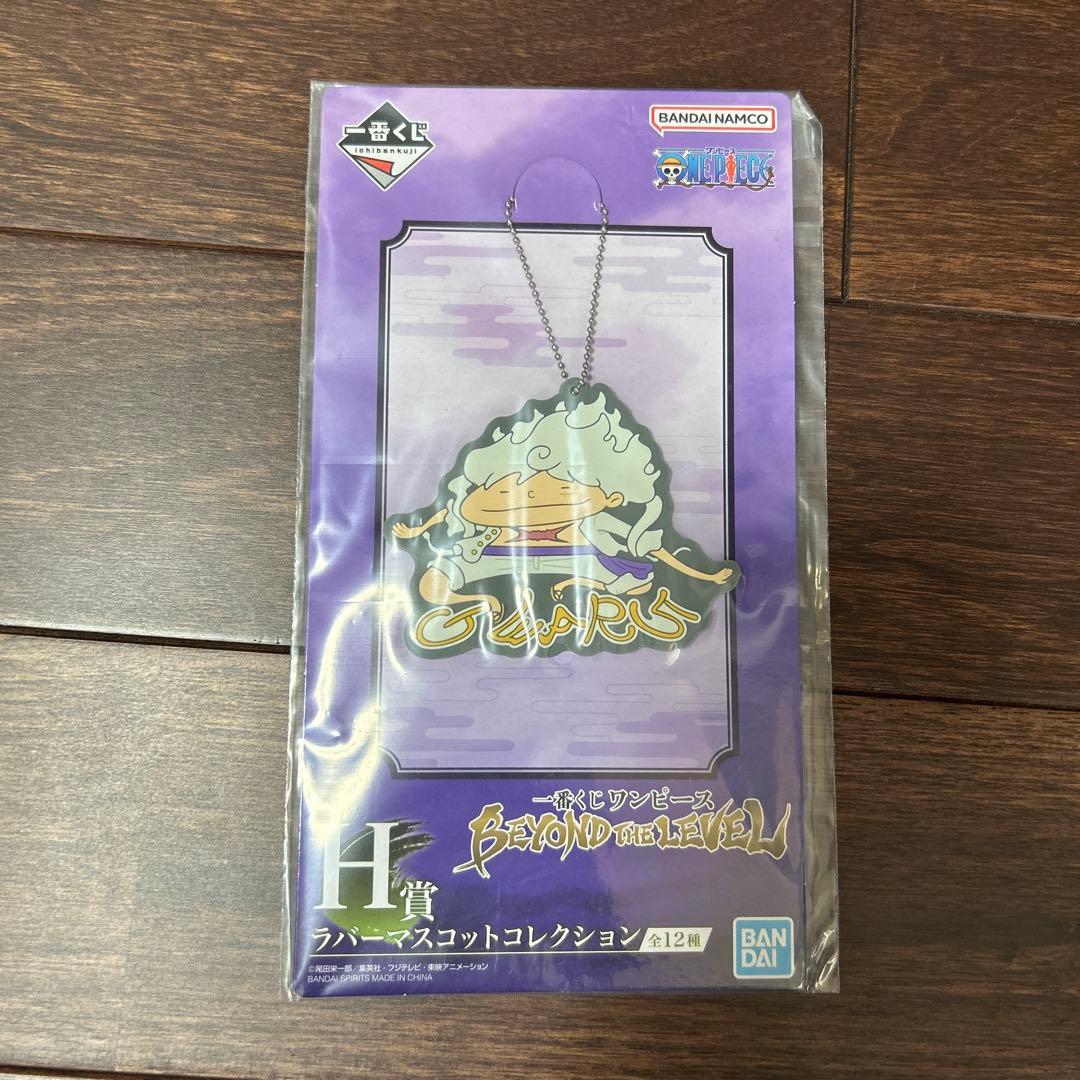 一番くじ
ichibankuji
BANDAI NAMCO
ワンピース
ONE PIECE
GEAR5
一番くじ ワンピース
BEYOND THE LEVEL
H賞
ラバーマスコットコレクション 全12種
©尾田栄一郎／集英社・フジテレビ・東映アニメーション
BANDAI SPIRITS MADE IN CHINA
BAN
DAI